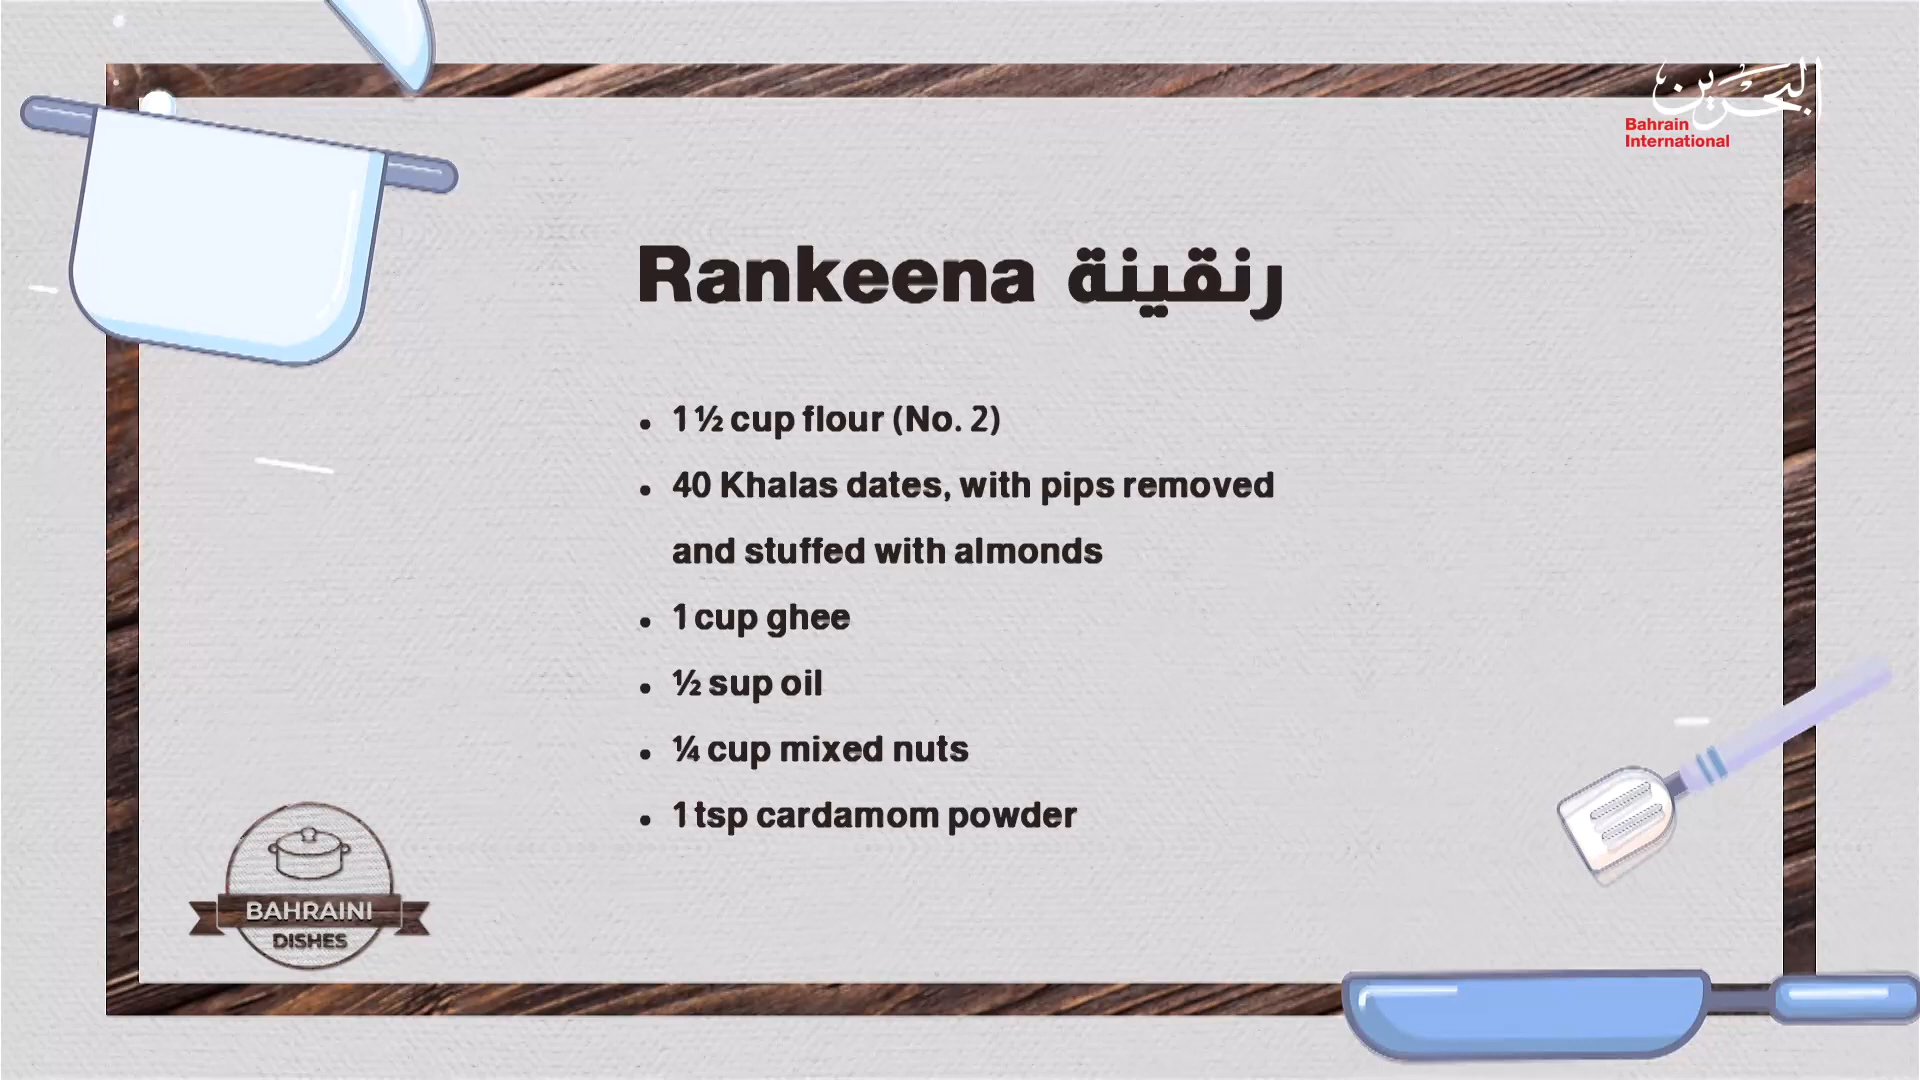 البحرين
Bahrain
International
Rankeena رنقينة
• 1 ½ cup flour (No. 2)
• 40 Khalas dates, with pips removed
and stuffed with almonds
• 1 cup ghee
• ½ sup oil
• ¼ cup mixed nuts
• 1 tsp cardamom powder
BAHRAINI
DISHES